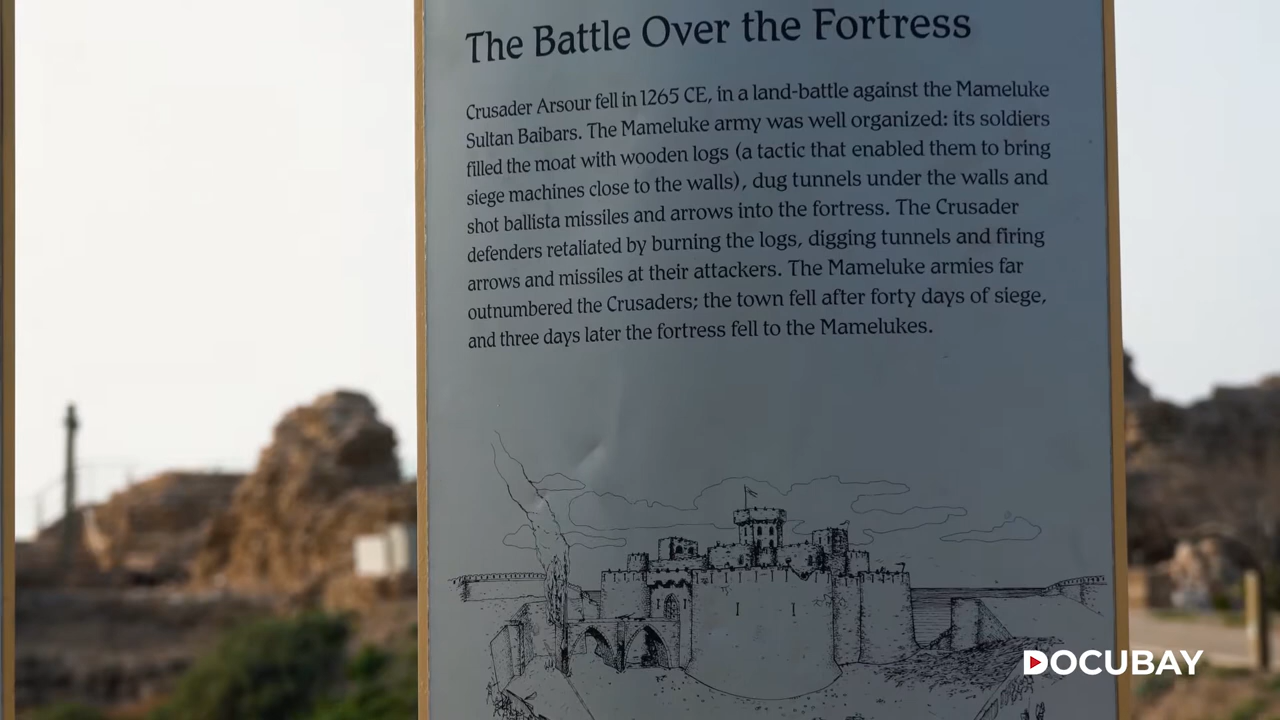 The Battle Over the Fortress
Crusader Arsour fell in 1265 CE, in a land-battle against the Mameluke
Sultan Baibars. The Mameluke army was well organized: its soldiers
filled the moat with wooden logs (a tactic that enabled them to bring
siege machines close to the walls), dug tunnels under the walls and
shot ballista missiles and arrows into the fortress. The Crusader
defenders retaliated by burning the logs, digging tunnels and firing
arrows and missiles at their attackers. The Mameluke armies far
outnumbered the Crusaders; the town fell after forty days of siege,
and three days later the fortress fell to the Mamelukes.
DOCUBAY